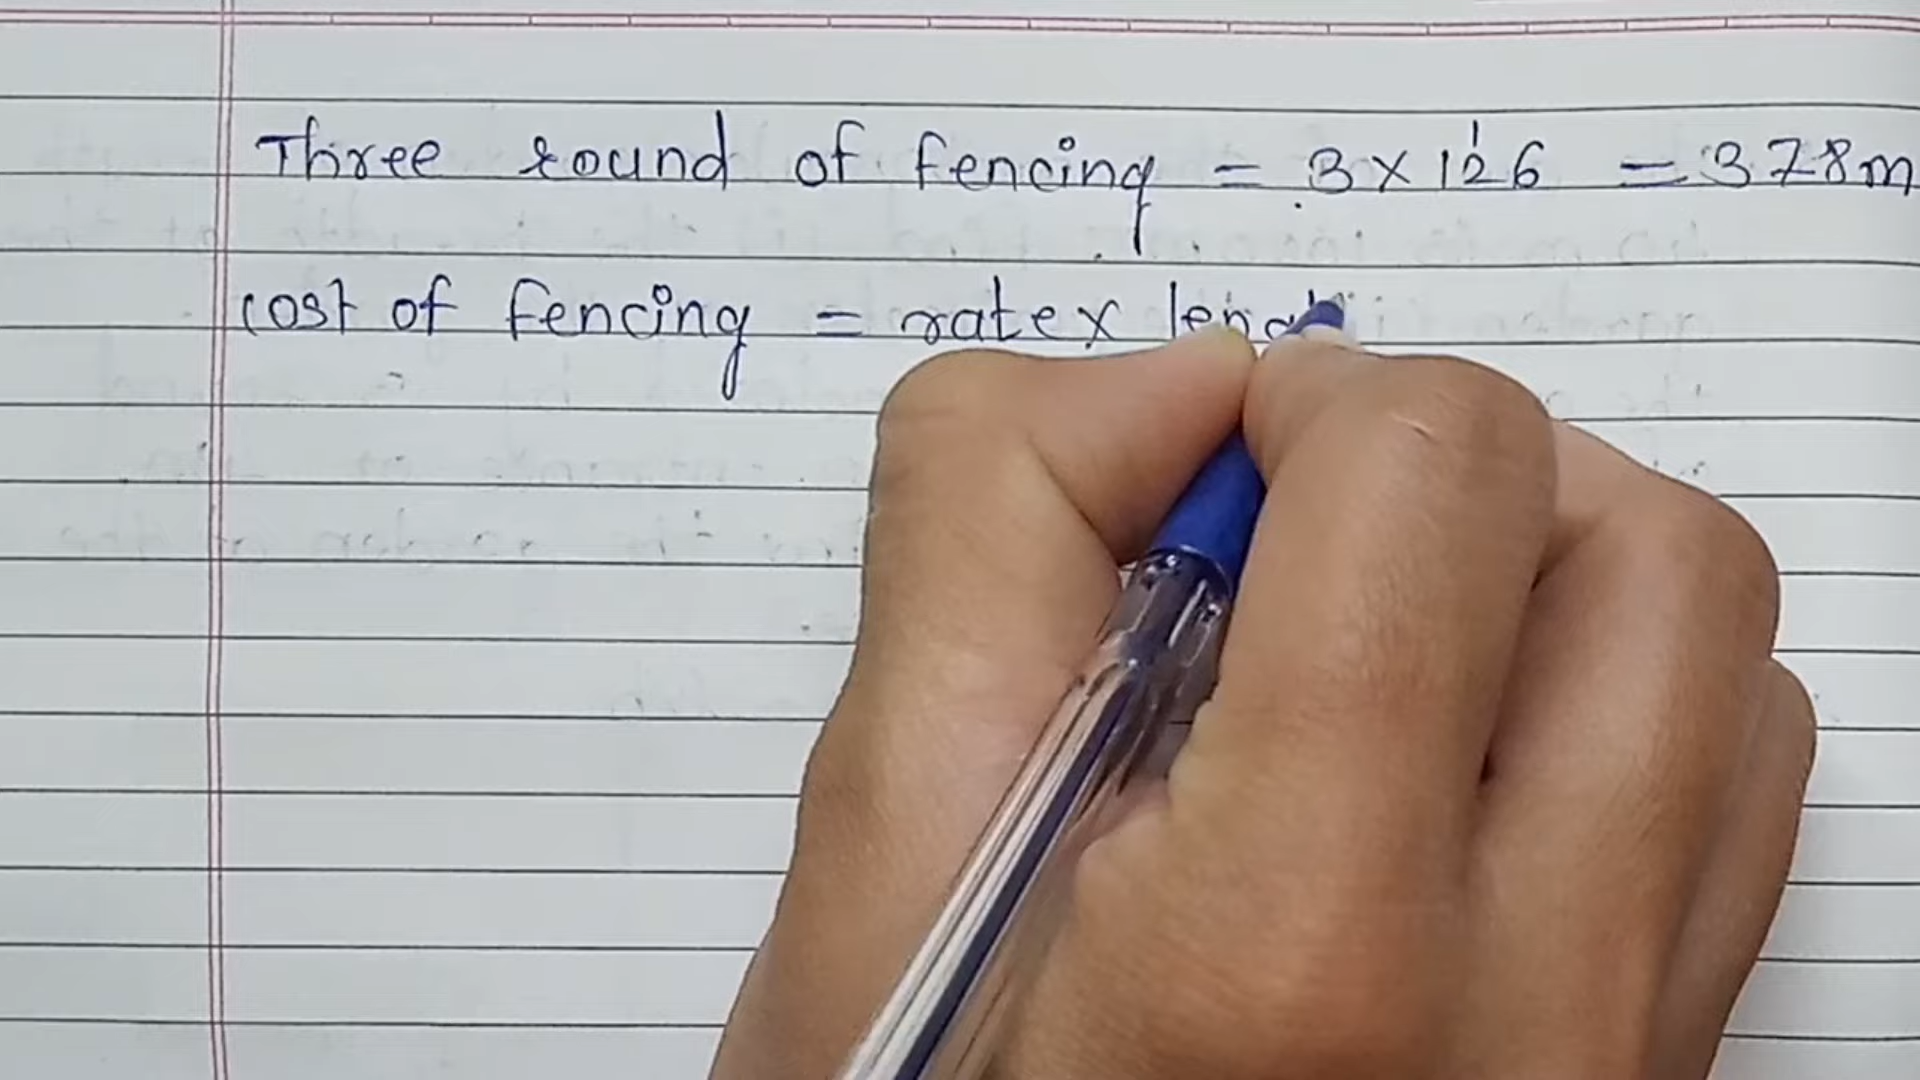 Three round of fencing = 3 x 126 = 378m
cost of fencing = rate x